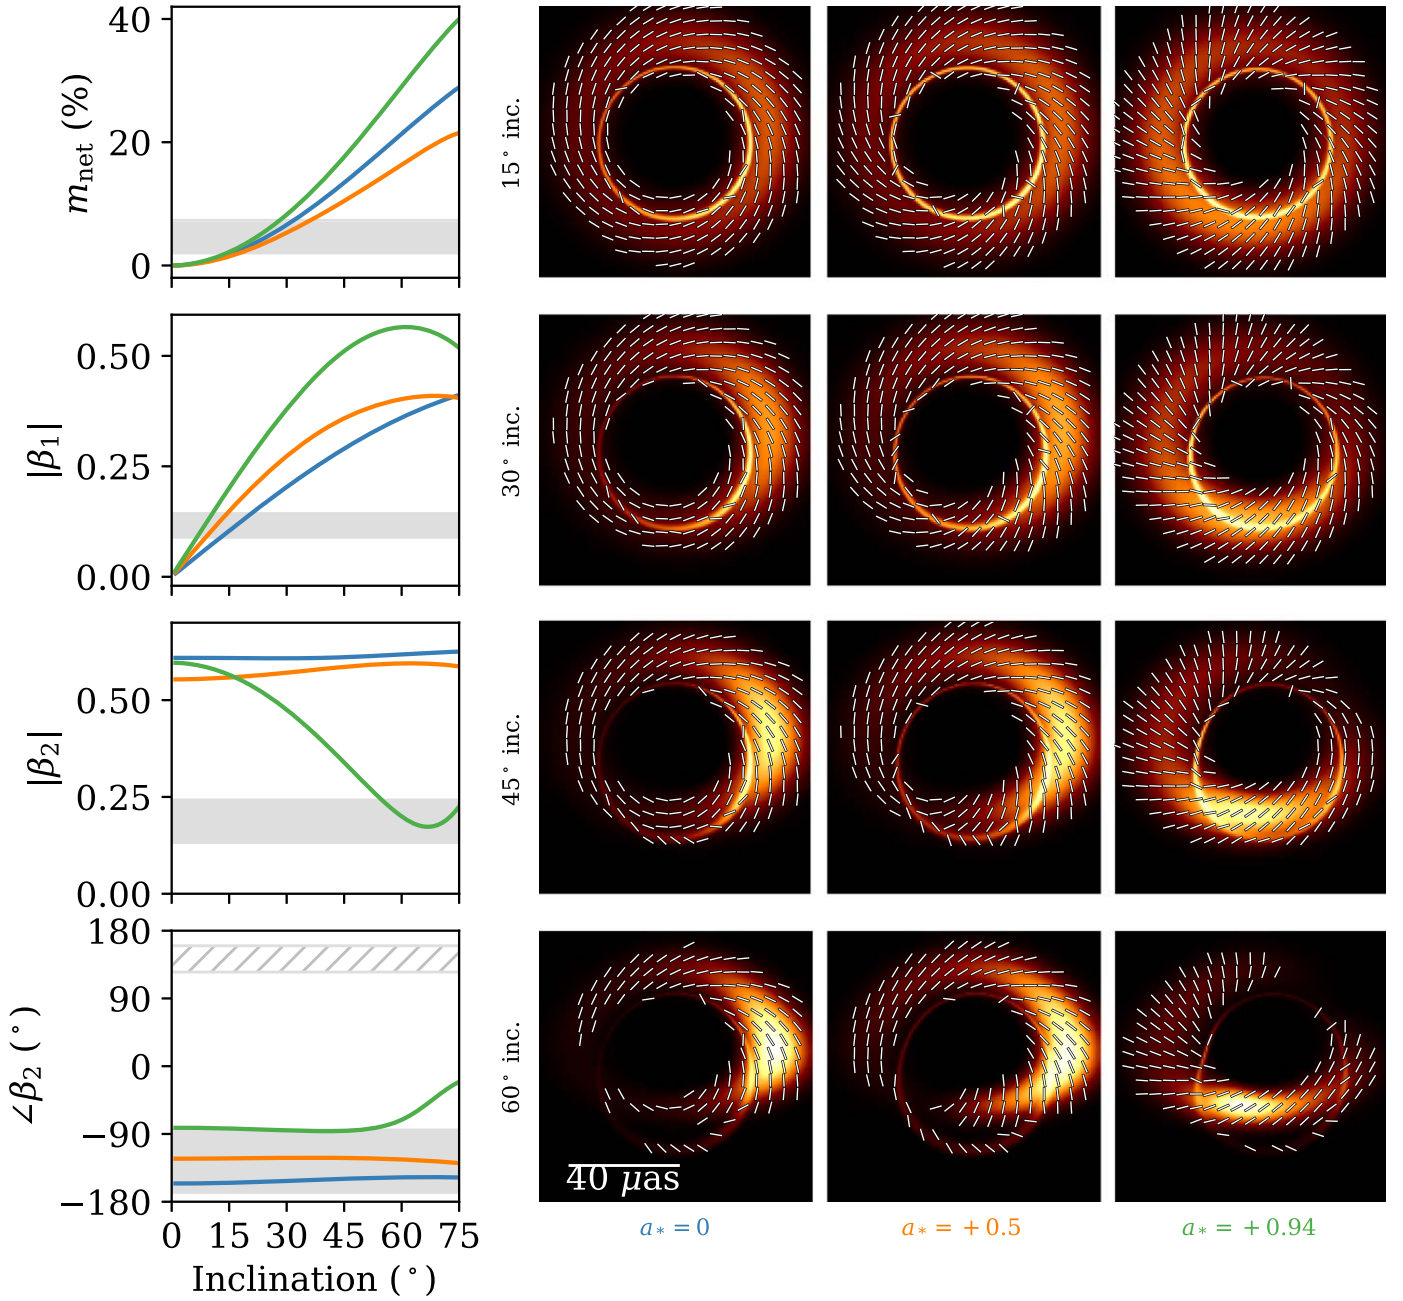 40
20
0
m_net (%)
15° inc.
0.50
0.25
0.00
|β₁|
30° inc.
0.50
0.25
0.00
|β₂|
45° inc.
180
90
0
−90
−180
∠β₂ (°)
60° inc.
40 μas
0 15 30 45 60 75
Inclination (°)
a* = 0
a* = +0.5
a* = +0.94